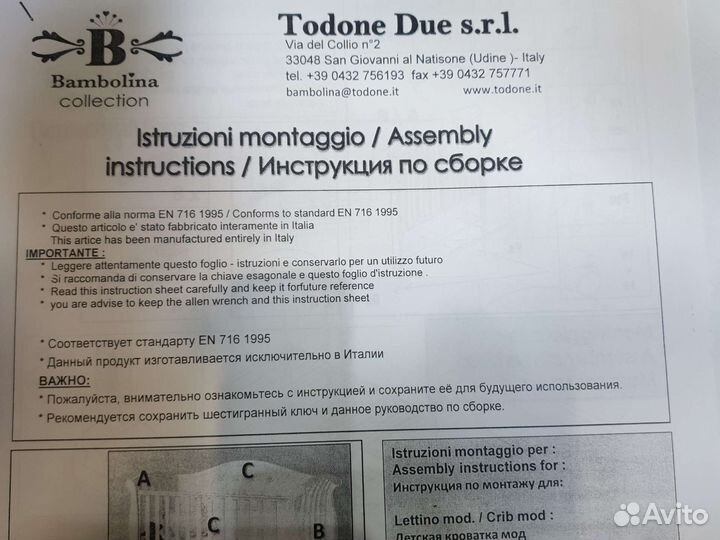 B
Bambolina
collection
Todone Due s.r.l.
Via del Collio n°2
33048 San Giovanni al Natisone (Udine )- Italy
tel. +39 0432 756193 fax +39 0432 757771
bambolina@todone.it www.todone.it
Istruzioni montaggio / Assembly
instructions / Инструкция по сборке
* Conforme alla norma EN 716 1995 / Conforms to standard EN 716 1995
* Questo articolo e' stato fabbricato interamente in Italia
This artice has been manufactured entirely in Italy
IMPORTANTE :
* Leggere attentamente questo foglio - istruzioni e conservarlo per un utilizzo futuro
* Si raccomanda di conservare la chiave esagonale e questo foglio d'istruzione .
* Read this instruction sheet carefully and keep it forfuture reference
* you are advise to keep the allen wrench and this instruction sheet
* Соответствует стандарту EN 716 1995
* Данный продукт изготавливается исключительно в Италии
ВАЖНО:
* Пожалуйста, внимательно ознакомьтесь с инструкцией и сохраните её для будущего использования.
* Рекомендуется сохранить шестигранный ключ и данное руководство по сборке.
A C
C B
Istruzioni montaggio per :
Assembly instructions for :
Инструкция по монтажу для:
Lettino mod. / Crib mod :
Детская кроватка мод
Avito